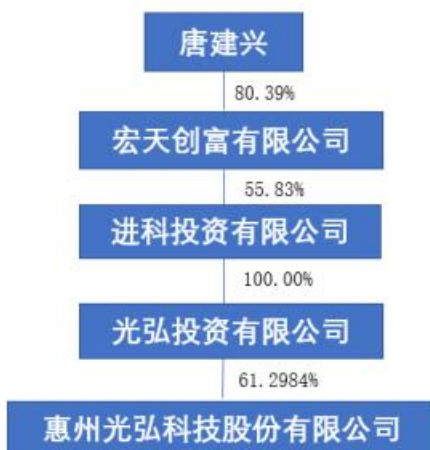 唐建兴
80.39%
宏天创富有限公司
55.83%
进科投资有限公司
100.00%
光弘投资有限公司
61.2984%
惠州光弘科技股份有限公司